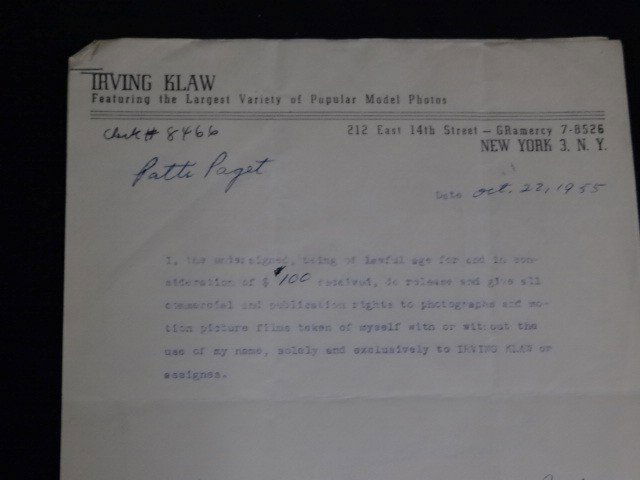 IRVING KLAW
Featuring the Largest Variety of Pupular Model Photos
Check # 8466
212 East 14th Street — GRamercy 7-8526
NEW YORK 3, N. Y.
Patti Paget
Date Oct. 22, 1955
I, the undersigned, being of lawful age for and in con-
sideration of $ 100 received, do release and give all
commercial and publication rights to photographs and mo-
tion picture films taken of myself with or without the
use of my name, solely and exclusively to IRVING KLAW or
assignes.